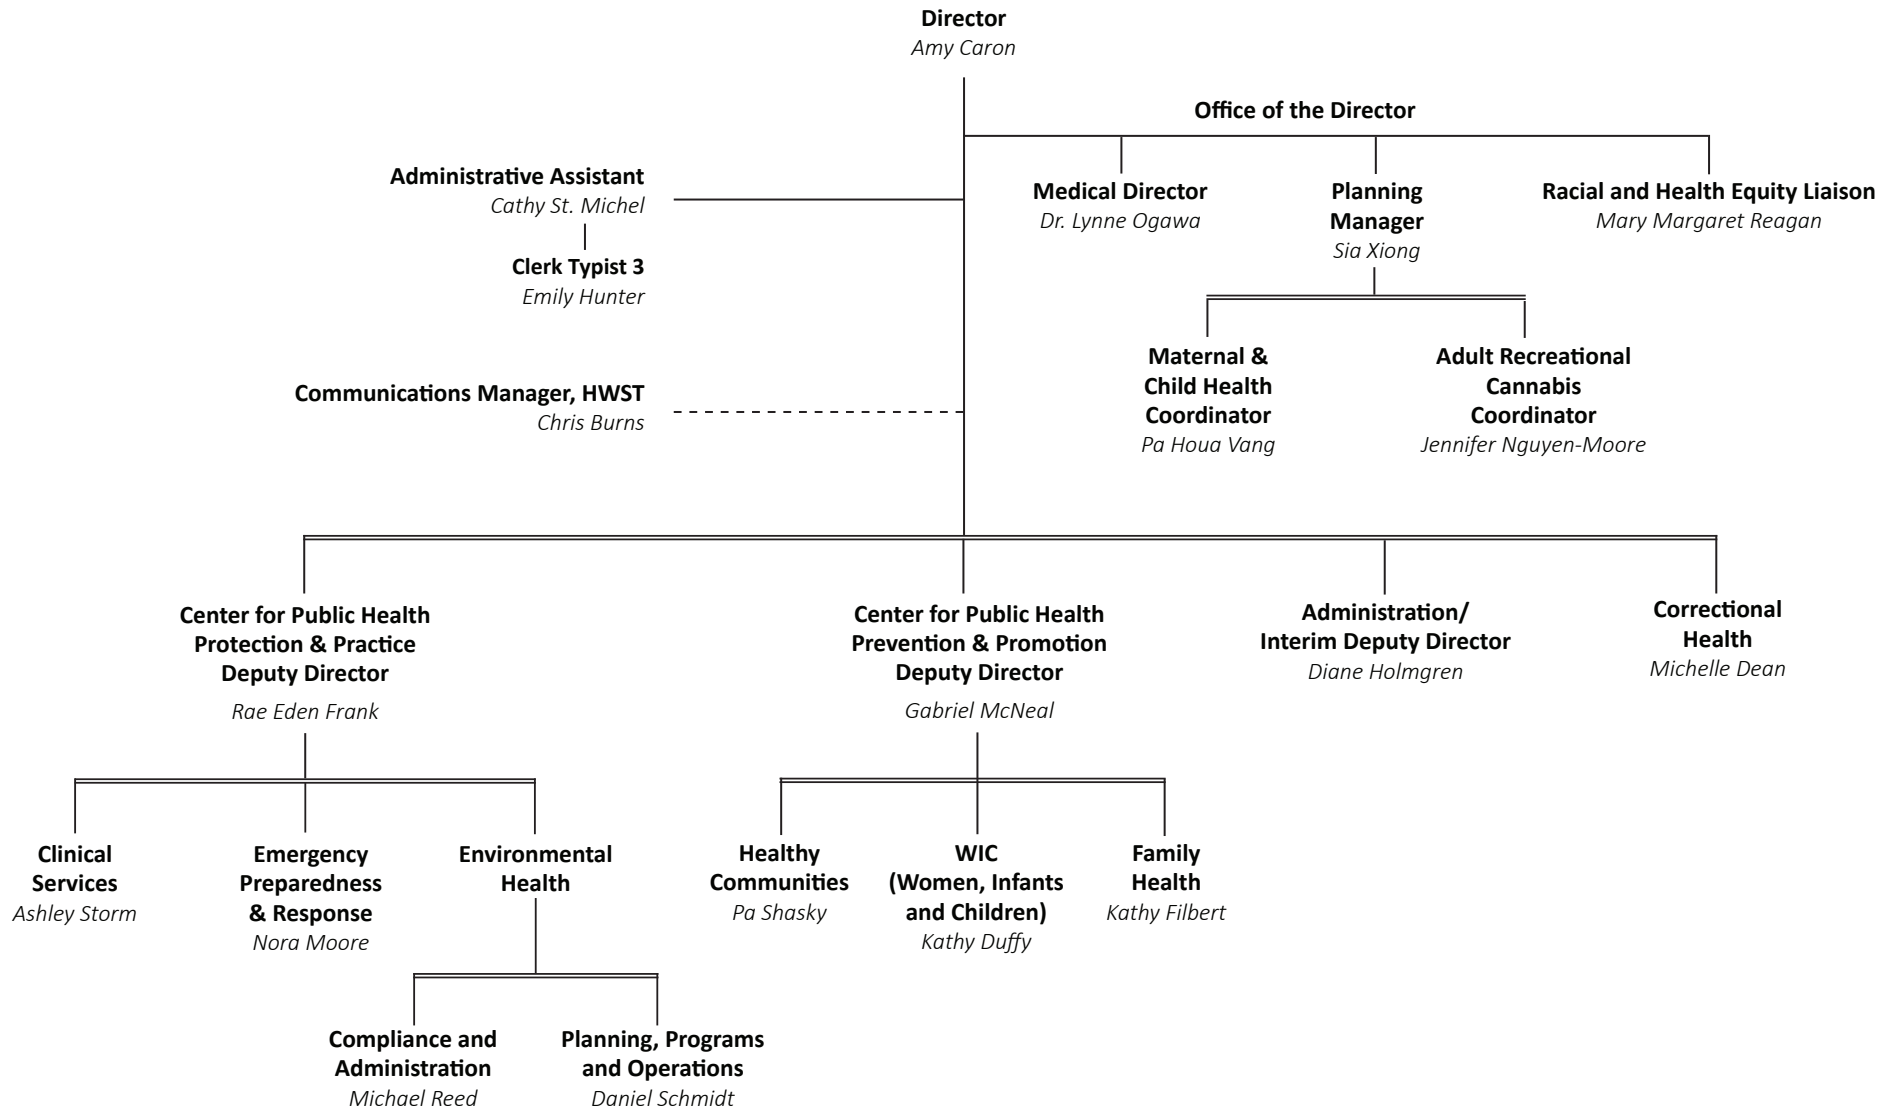 Director
Amy Caron
Office of the Director
Administrative Assistant
Cathy St. Michel
Clerk Typist 3
Emily Hunter
Medical Director
Dr. Lynne Ogawa
Planning
Manager
Sia Xiong
Racial and Health Equity Liaison
Mary Margaret Reagan
Maternal &
Child Health
Coordinator
Pa Houa Vang
Adult Recreational
Cannabis
Coordinator
Jennifer Nguyen-Moore
Communications Manager, HWST
Chris Burns
Center for Public Health
Protection & Practice
Deputy Director
Rae Eden Frank
Center for Public Health
Prevention & Promotion
Deputy Director
Gabriel McNeal
Administration/
Interim Deputy Director
Diane Holmgren
Correctional
Health
Michelle Dean
Clinical
Services
Ashley Storm
Emergency
Preparedness
& Response
Nora Moore
Environmental
Health
Healthy
Communities
Pa Shasky
WIC
(Women, Infants
and Children)
Kathy Duffy
Family
Health
Kathy Filbert
Compliance and
Administration
Michael Reed
Planning, Programs
and Operations
Daniel Schmidt